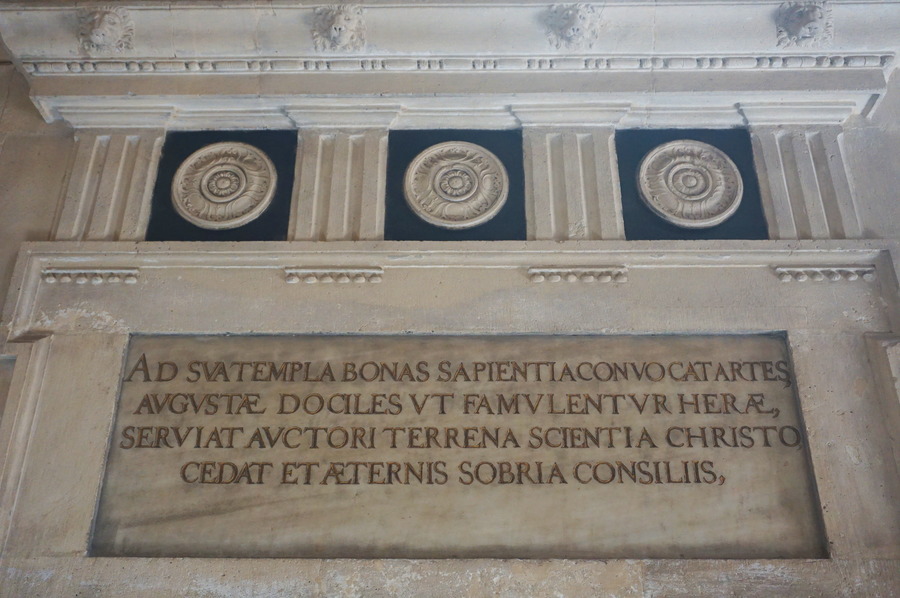 AD SVA TEMPLA BONAS SAPIENTIA CONVOCAT ARTES,
AVGVSTÆ DOCILES VT FAMVLENTVR HERÆ,
SERVIAT AVCTORI TERRENA SCIENTIA CHRISTO
CEDAT ET ÆTERNIS SOBRIA CONSILIIS,